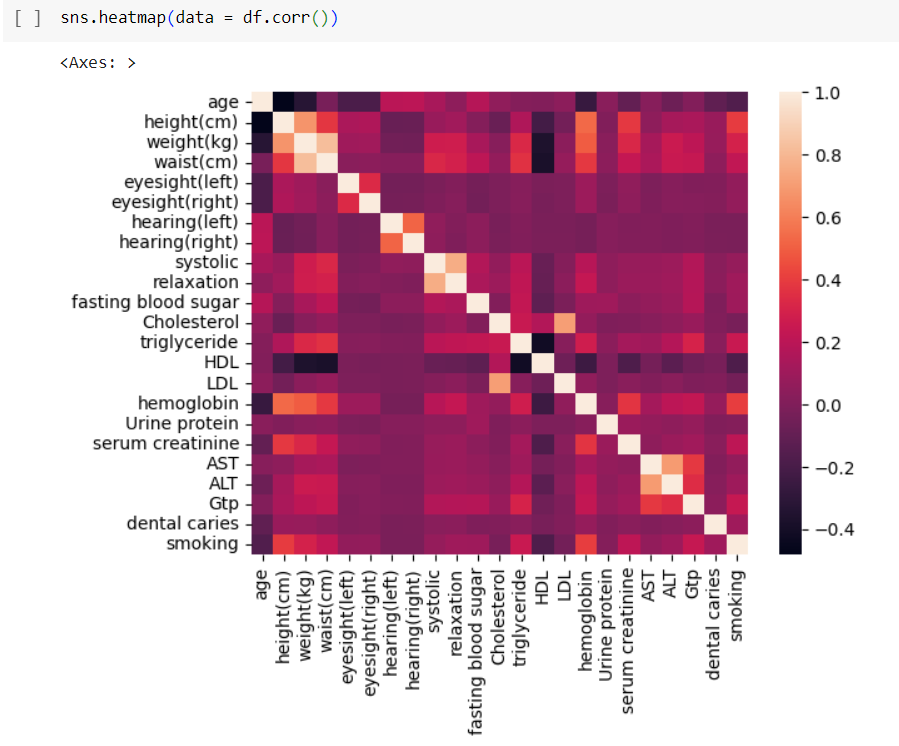 [ ] sns.heatmap(data = df.corr())
<Axes: >
age
height(cm)
weight(kg)
waist(cm)
eyesight(left)
eyesight(right)
hearing(left)
hearing(right)
systolic
relaxation
fasting blood sugar
Cholesterol
triglyceride
HDL
LDL
hemoglobin
Urine protein
serum creatinine
AST
ALT
Gtp
dental caries
smoking
age
height(cm)
weight(kg)
waist(cm)
eyesight(left)
eyesight(right)
hearing(left)
hearing(right)
systolic
relaxation
fasting blood sugar
Cholesterol
triglyceride
HDL
LDL
hemoglobin
Urine protein
serum creatinine
AST
ALT
Gtp
dental caries
smoking
1.0
0.8
0.6
0.4
0.2
0.0
−0.2
−0.4